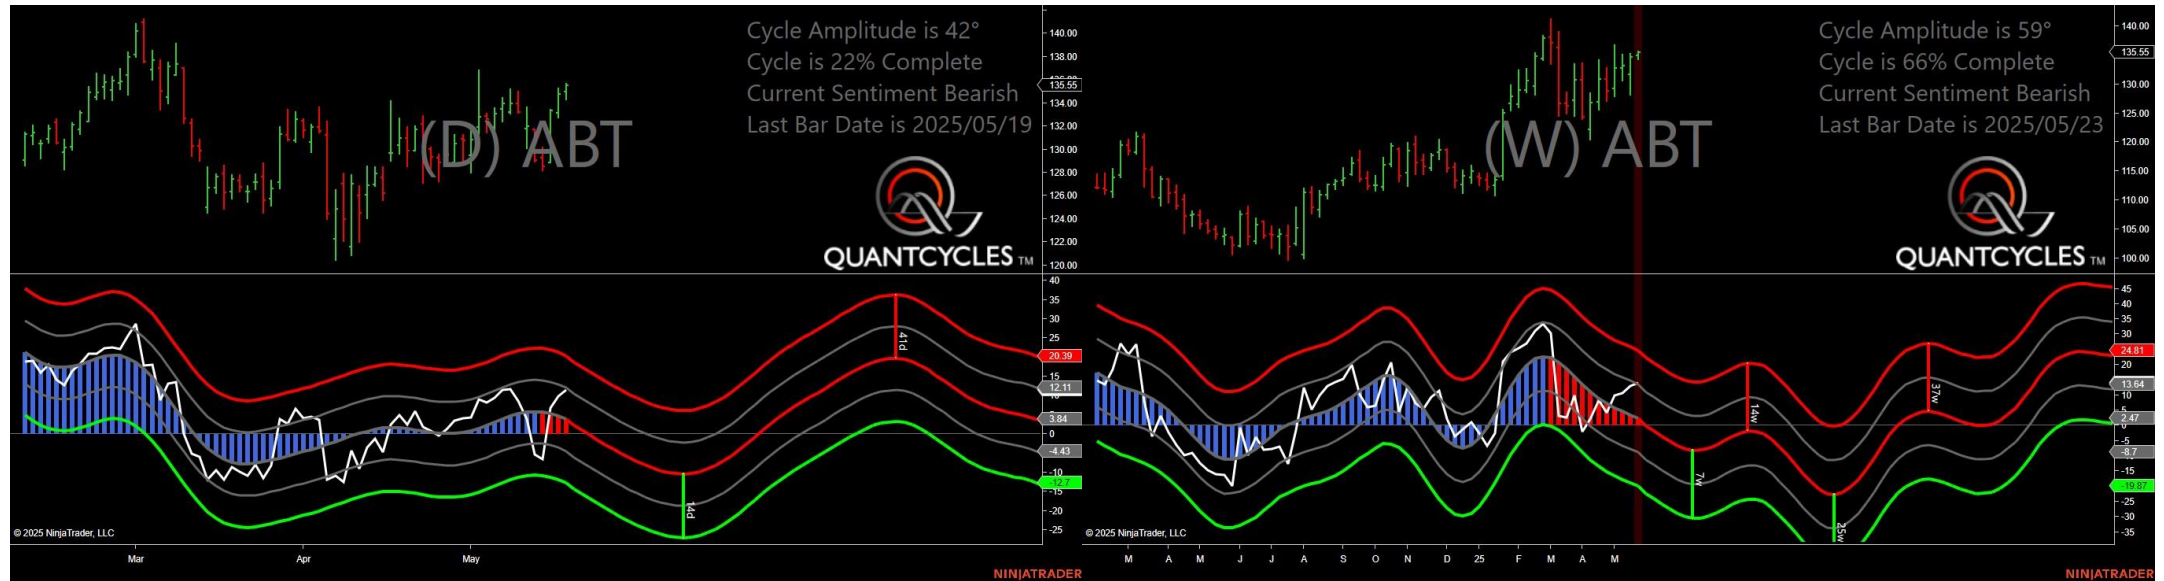 Cycle Amplitude is 42°
Cycle is 22% Complete
Current Sentiment Bearish
Last Bar Date is 2025/05/19
(D) ABT
QUANTCYCLES TM
140.00
138.00
135.55
134.00
132.00
130.00
128.00
126.00
124.00
122.00
120.00
40
35
30
25
20.39
15
12.11
3.84
0
-4.43
-10
-12.7
-15
-20
-25
41d
14d
© 2025 NinjaTrader, LLC
Mar
Apr
May
NINJATRADER
Cycle Amplitude is 59°
Cycle is 66% Complete
Current Sentiment Bearish
Last Bar Date is 2025/05/23
(W) ABT
QUANTCYCLES TM
140.00
135.55
130.00
125.00
120.00
115.00
110.00
105.00
100.00
45
40
35
30
24.81
20
13.64
10
5
2.47
0
-5
-8.7
-15
-19.87
-25
-30
-35
14w
7w
37w
25w
© 2025 NinjaTrader, LLC
M A M J J A S O N D 25 F M A M
NINJATRADER